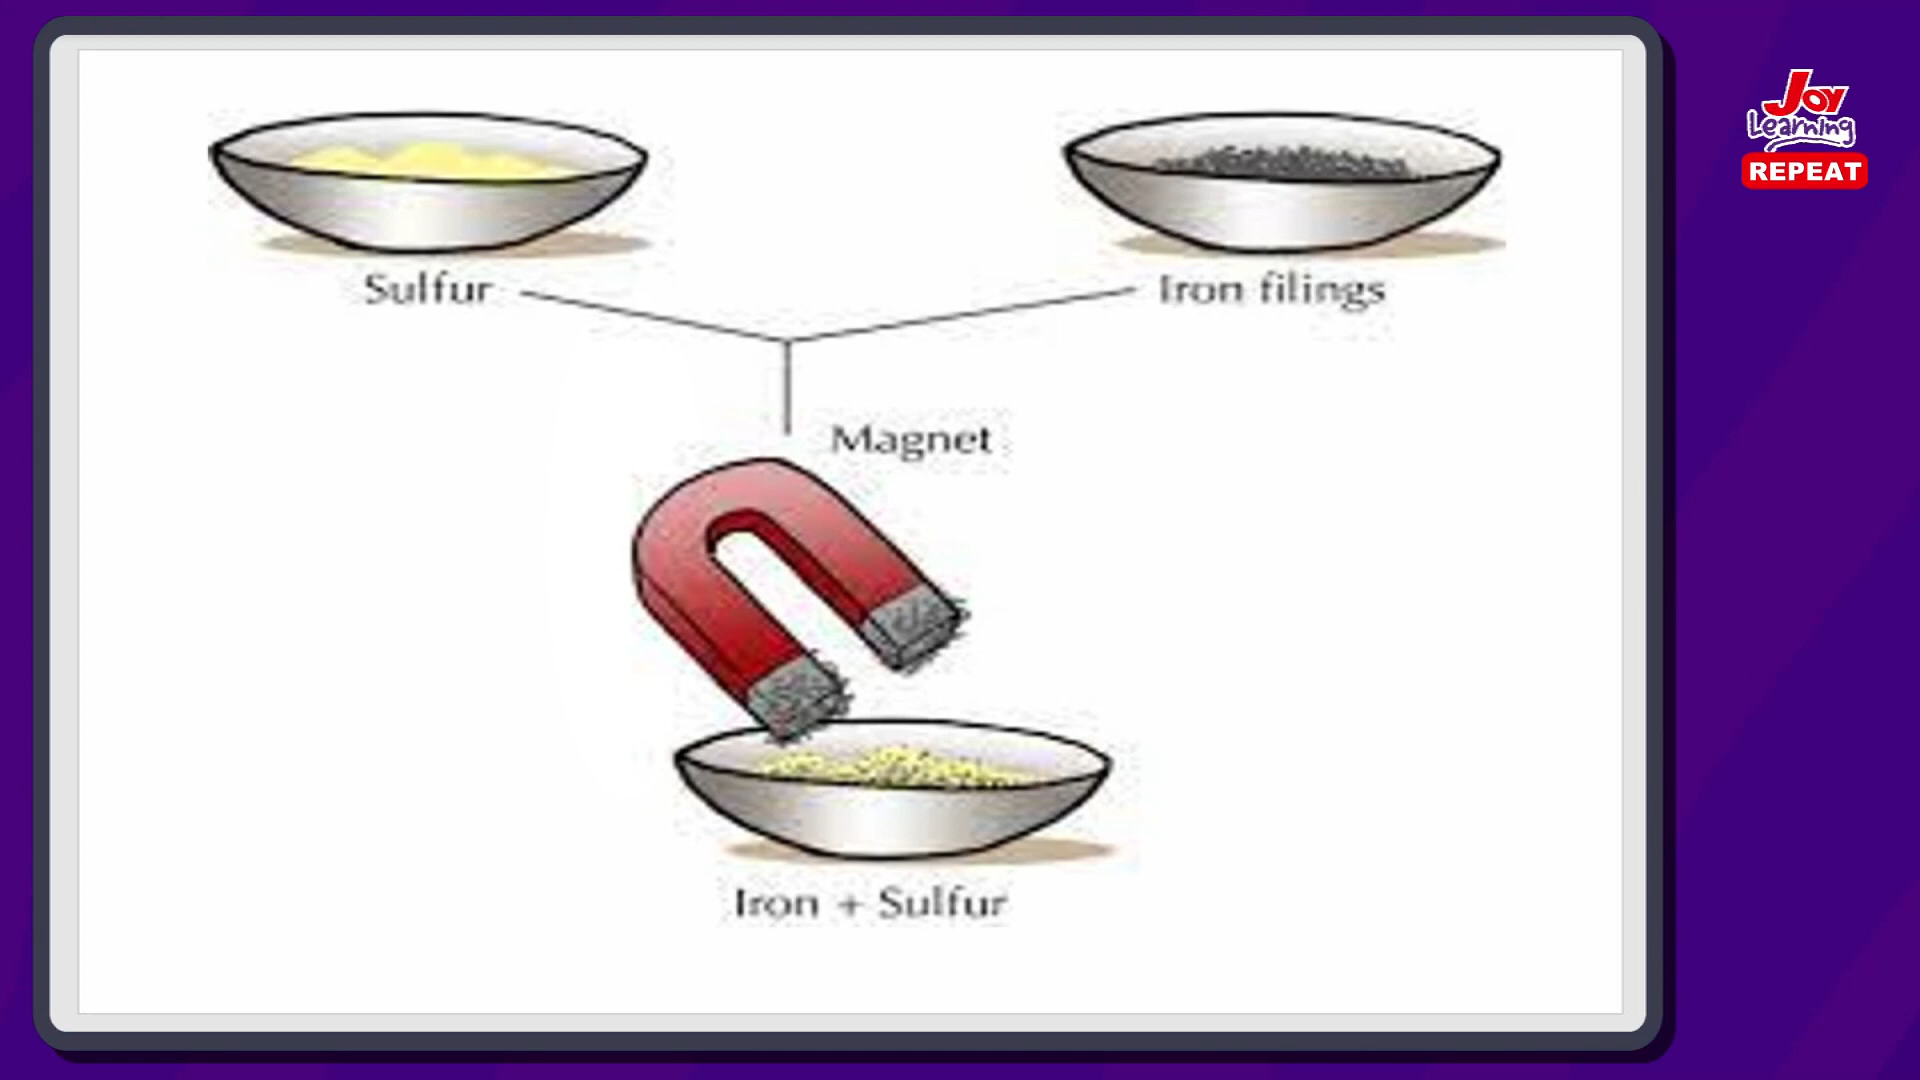 Sulfur
Iron filings
Magnet
Iron + Sulfur
Joy
Learning
REPEAT